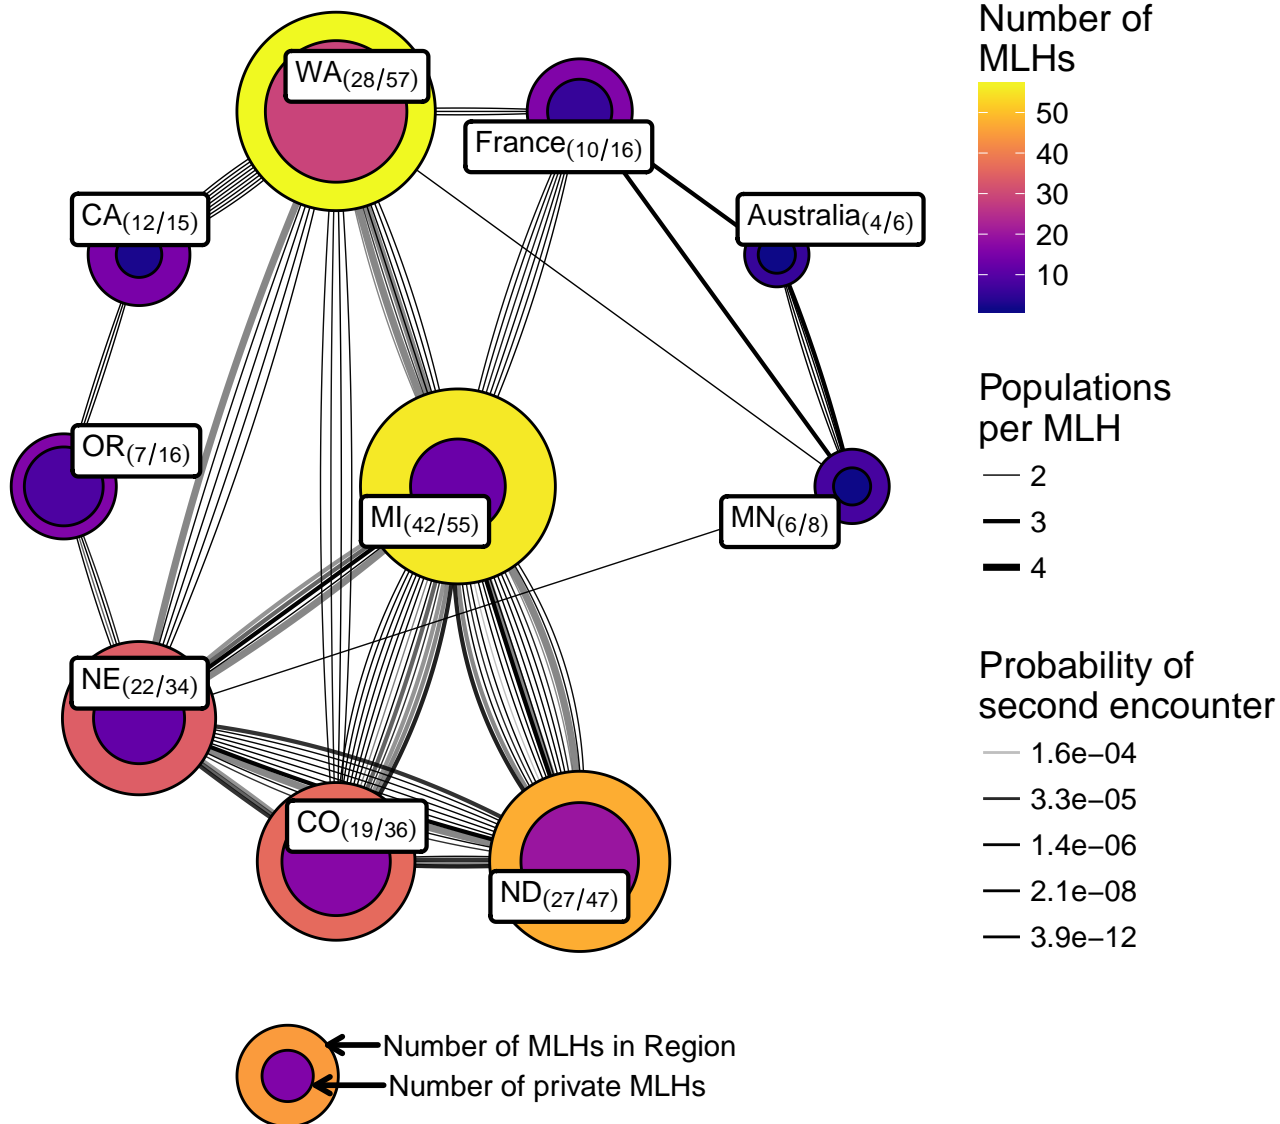 WA(28/57)
France(10/16)
CA(12/15)
Australia(4/6)
OR(7/16)
MI(42/55)
MN(6/8)
NE(22/34)
CO(19/36)
ND(27/47)
Number of MLHs in Region
Number of private MLHs
Number of
MLHs
50
40
30
20
10
Populations
per MLH
2
3
4
Probability of
second encounter
1.6e−04
3.3e−05
1.4e−06
2.1e−08
3.9e−12